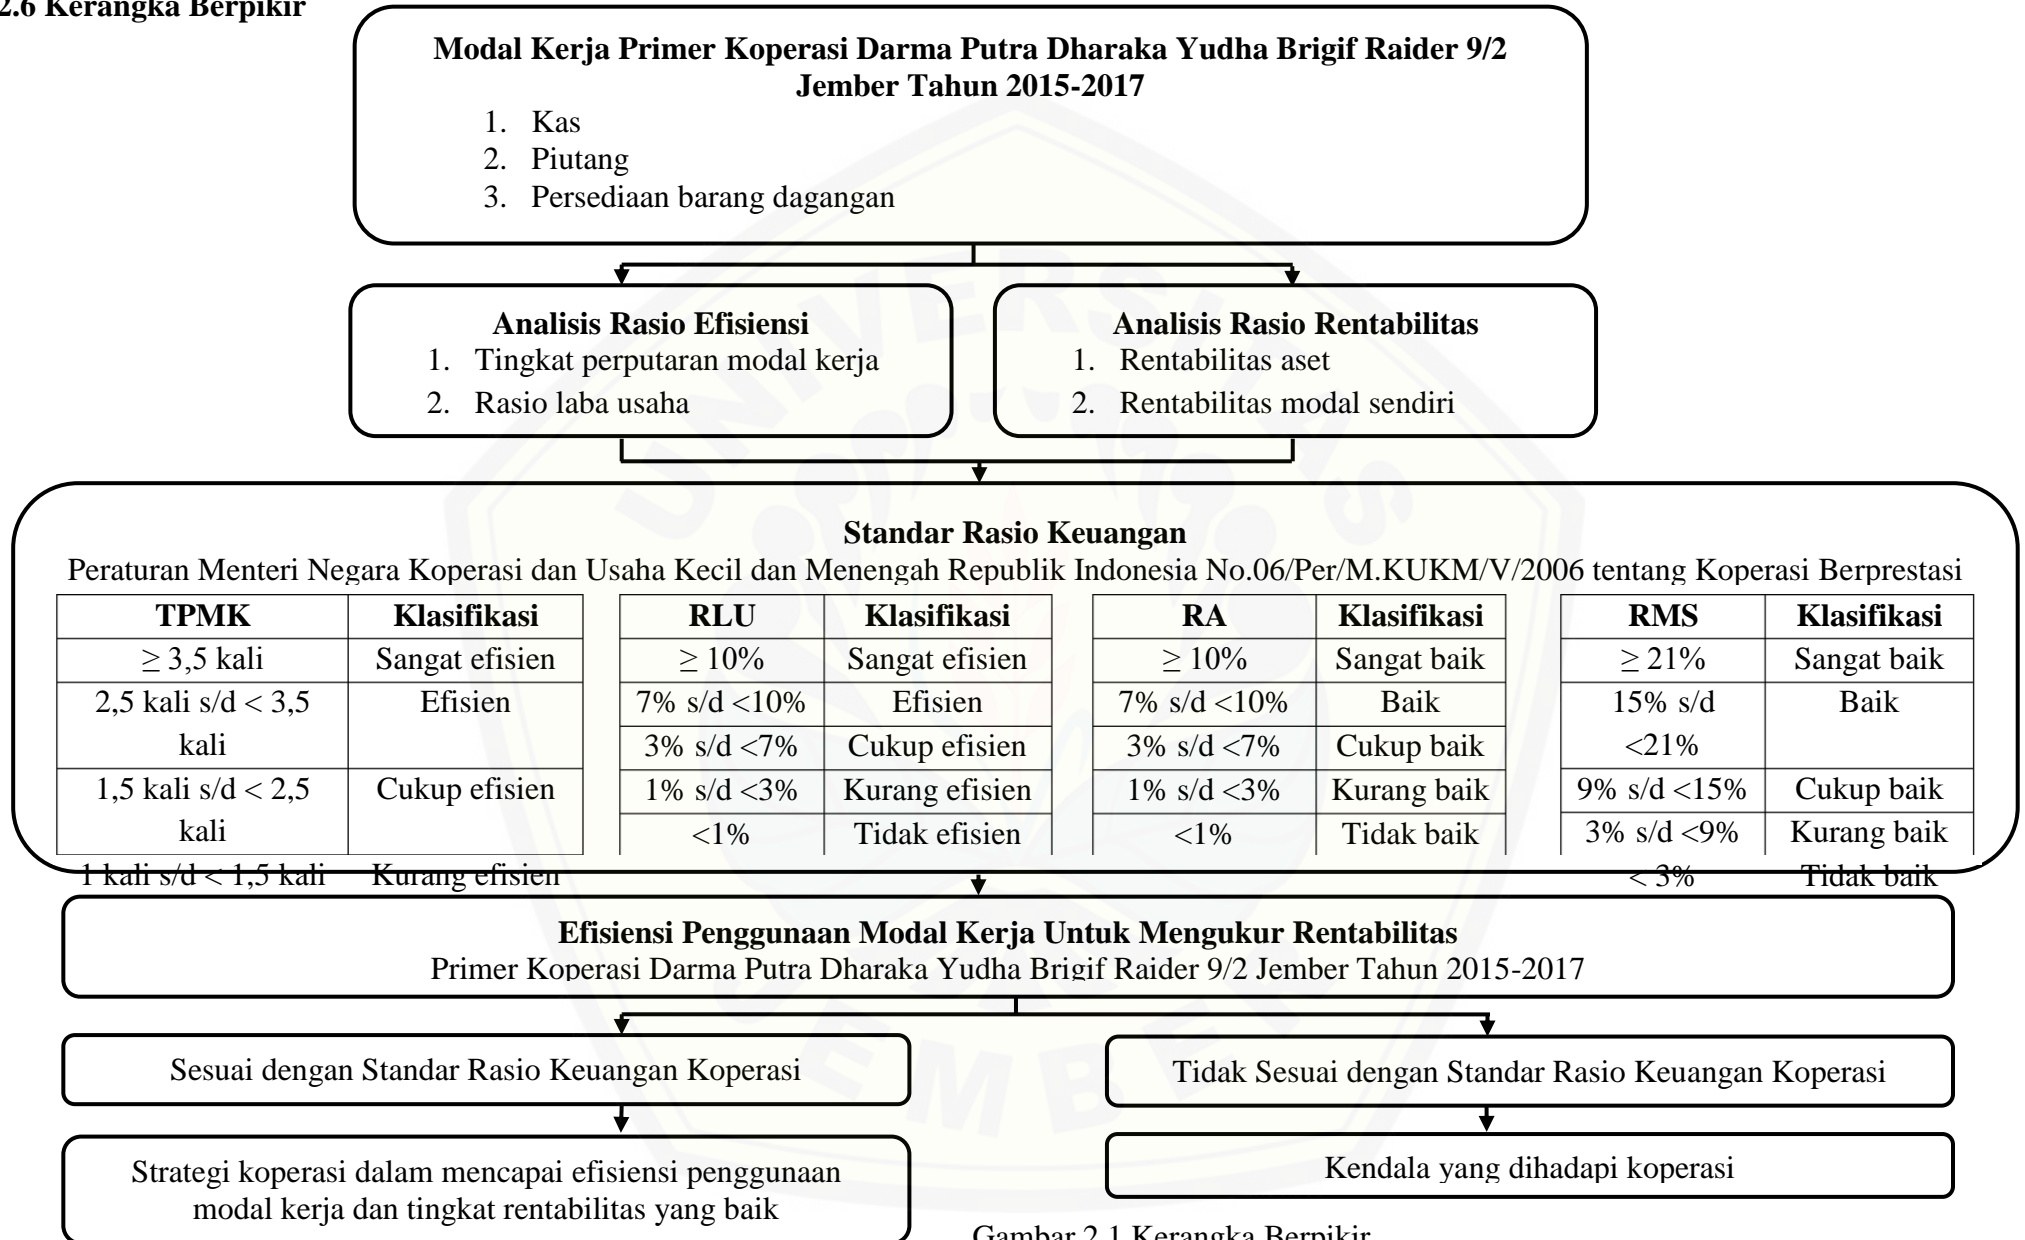 2.6 Kerangka Berpikir
Modal Kerja Primer Koperasi Darma Putra Dharaka Yudha Brigif Raider 9/2
Jember Tahun 2015-2017
1. Kas
2. Piutang
3. Persediaan barang dagangan
Analisis Rasio Efisiensi
1. Tingkat perputaran modal kerja
2. Rasio laba usaha
Analisis Rasio Rentabilitas
1. Rentabilitas aset
2. Rentabilitas modal sendiri
Standar Rasio Keuangan
Peraturan Menteri Negara Koperasi dan Usaha Kecil dan Menengah Republik Indonesia No.06/Per/M.KUKM/V/2006 tentang Koperasi Berprestasi
TPMK Klasifikasi
≥ 3,5 kali Sangat efisien
2,5 kali s/d < 3,5 Efisien
kali
1,5 kali s/d < 2,5 Cukup efisien
kali
1 kali s/d < 1,5 kali Kurang efisien
RLU Klasifikasi
≥ 10% Sangat efisien
7% s/d <10% Efisien
3% s/d <7% Cukup efisien
1% s/d <3% Kurang efisien
<1% Tidak efisien
RA Klasifikasi
≥ 10% Sangat baik
7% s/d <10% Baik
3% s/d <7% Cukup baik
1% s/d <3% Kurang baik
<1% Tidak baik
RMS Klasifikasi
≥ 21% Sangat baik
15% s/d Baik
<21%
9% s/d <15% Cukup baik
3% s/d <9% Kurang baik
< 3% Tidak baik
Efisiensi Penggunaan Modal Kerja Untuk Mengukur Rentabilitas
Primer Koperasi Darma Putra Dharaka Yudha Brigif Raider 9/2 Jember Tahun 2015-2017
Sesuai dengan Standar Rasio Keuangan Koperasi
Tidak Sesuai dengan Standar Rasio Keuangan Koperasi
Strategi koperasi dalam mencapai efisiensi penggunaan
modal kerja dan tingkat rentabilitas yang baik
Kendala yang dihadapi koperasi
Gambar 2.1 Kerangka Berpikir
UNIVERSITAS
JEMBER